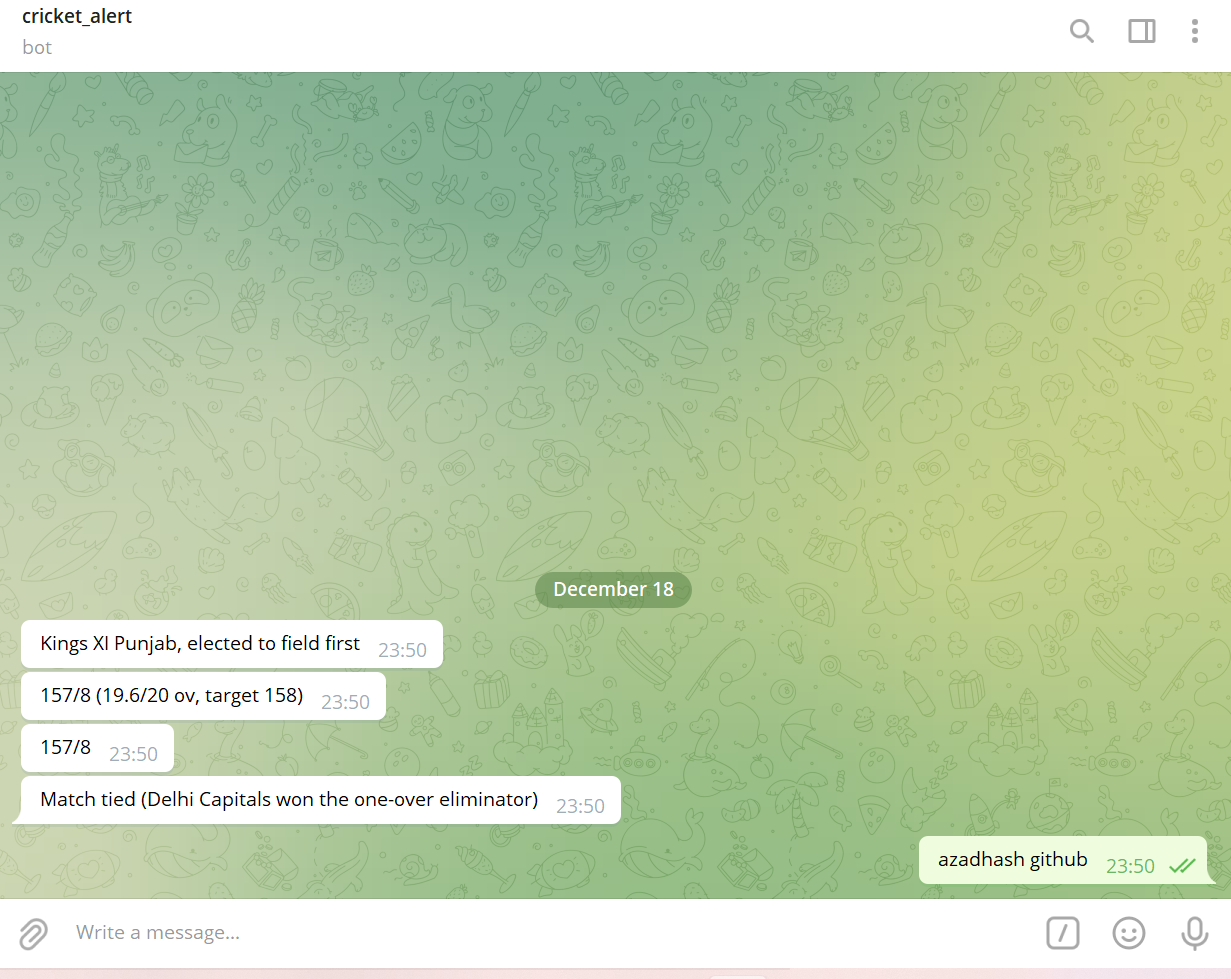 cricket_alert
bot
December 18
Kings XI Punjab, elected to field first 23:50
157/8 (19.6/20 ov, target 158) 23:50
157/8 23:50
Match tied (Delhi Capitals won the one-over eliminator) 23:50
azadhash github 23:50
Write a message...